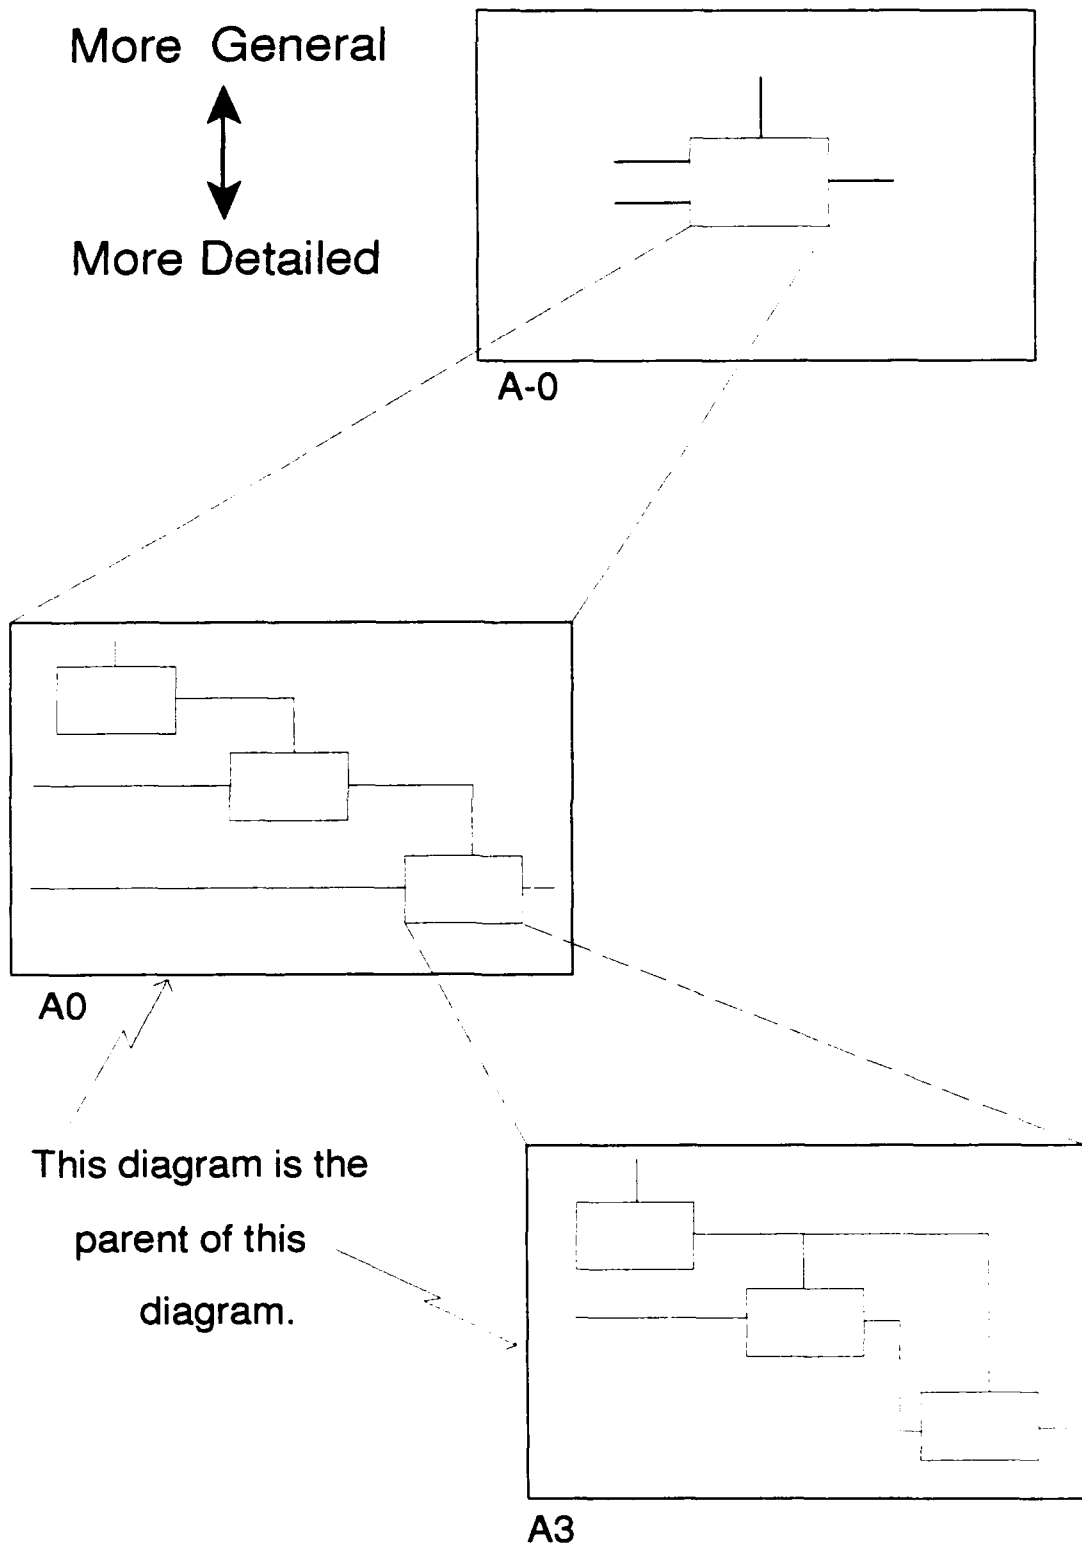 More General
More Detailed
A-0
A0
This diagram is the
parent of this
diagram.
A3